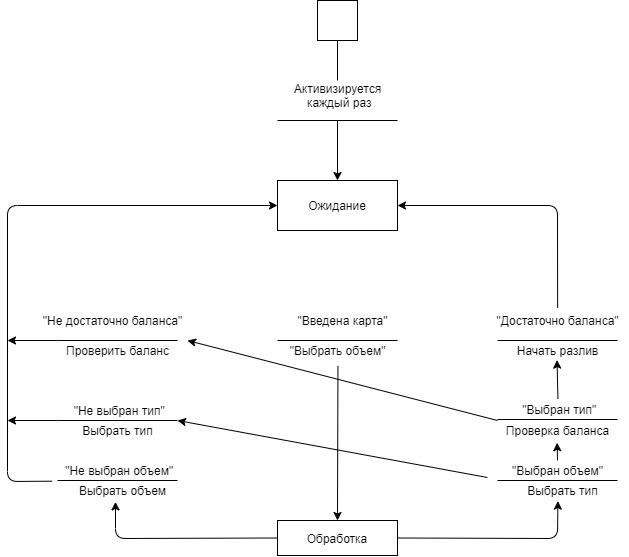 Активизируется
каждый раз
Ожидание
"Не достаточно баланса"
Проверить баланс
"Введена карта"
"Выбрать объем"
"Достаточно баланса"
Начать разлив
"Не выбран тип"
Выбрать тип
"Выбран тип"
Проверка баланса
"Не выбран объем"
Выбрать объем
"Выбран объем"
Выбрать тип
Обработка